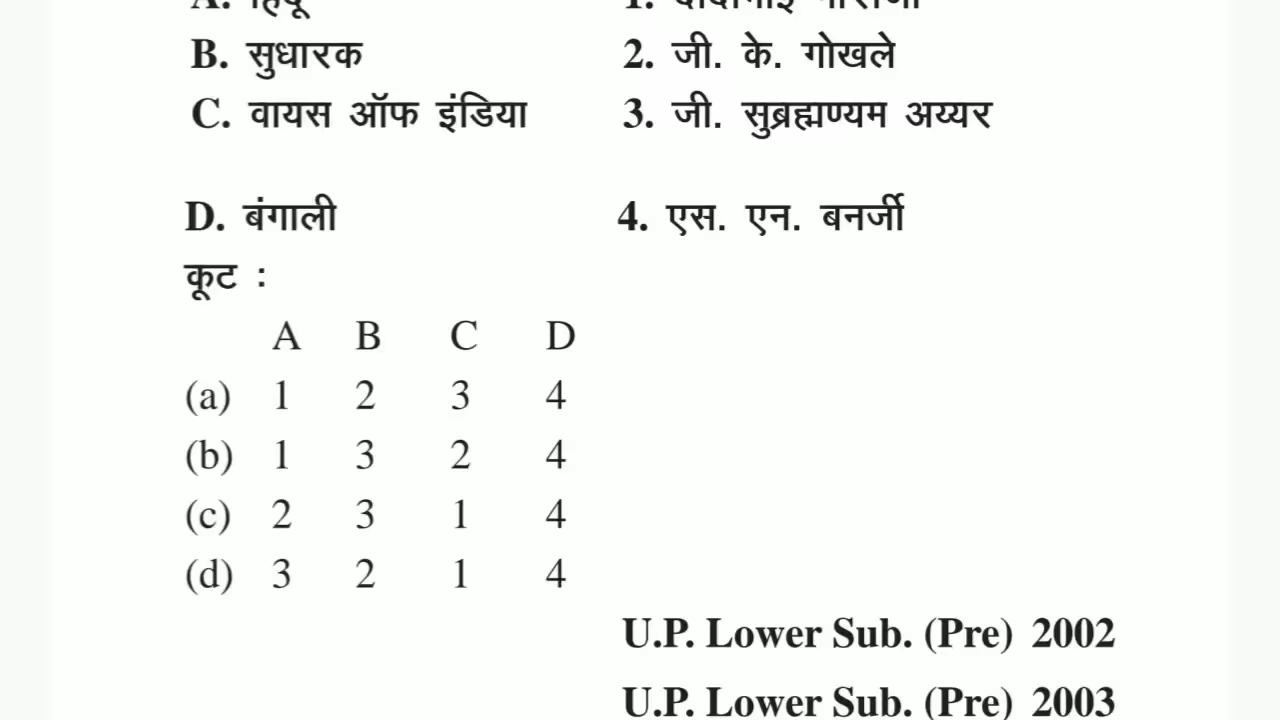 A. हिंदू 1. दादाभाई नौरोजी
B. सुधारक 2. जी. के. गोखले
C. वायस ऑफ इंडिया 3. जी. सुब्रह्मण्यम अय्यर
D. बंगाली 4. एस. एन. बनर्जी
कूट :
A B C D
(a) 1 2 3 4
(b) 1 3 2 4
(c) 2 3 1 4
(d) 3 2 1 4
U.P. Lower Sub. (Pre) 2002
U.P. Lower Sub. (Pre) 2003